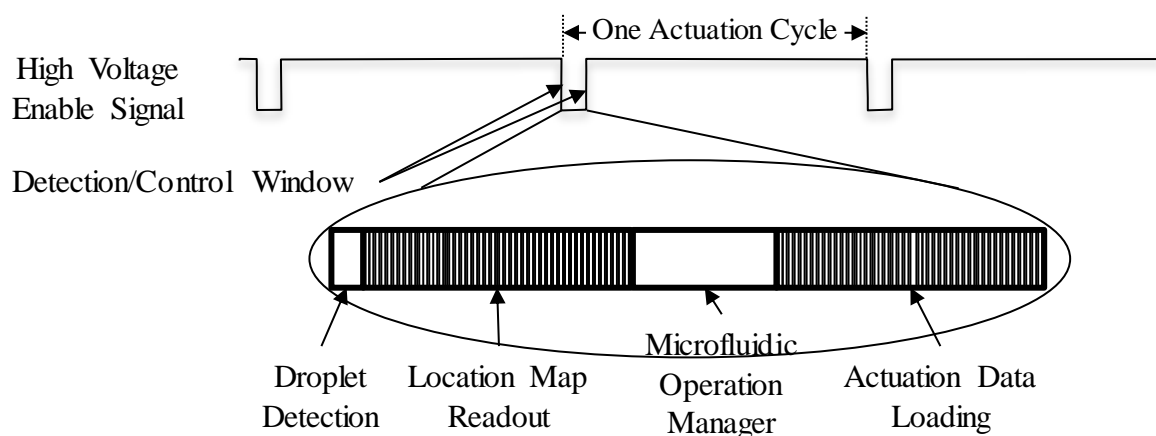 One Actuation Cycle
High Voltage
Enable Signal
Detection/Control Window
Droplet
Detection
Location Map
Readout
Microfluidic
Operation
Manager
Actuation Data
Loading